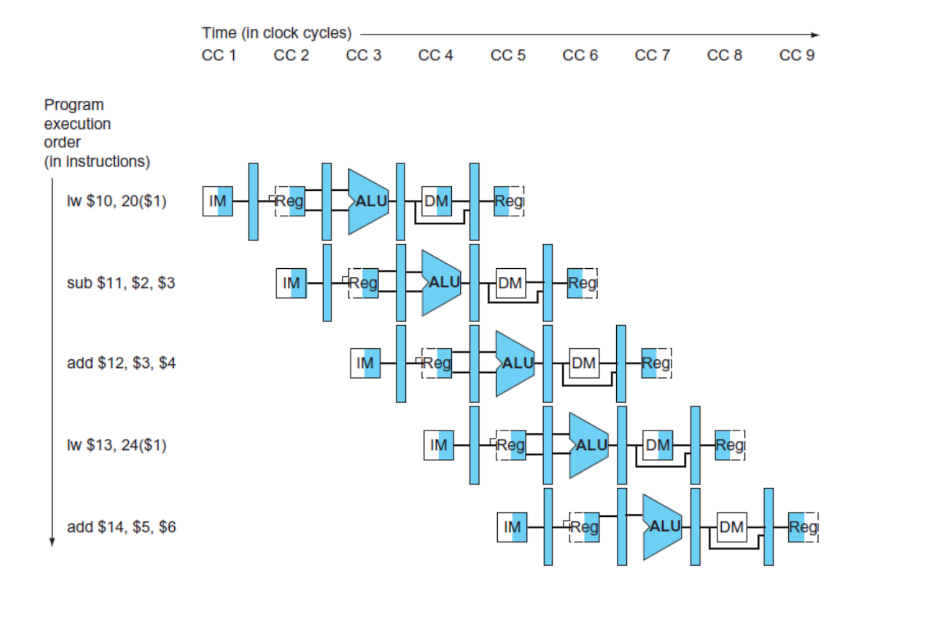 Time (in clock cycles)
CC 1 CC 2 CC 3 CC 4 CC 5 CC 6 CC 7 CC 8 CC 9
Program
execution
order
(in instructions)
lw $10, 20($1) IM Reg ALU DM Reg
sub $11, $2, $3 IM Reg ALU DM Reg
add $12, $3, $4 IM Reg ALU DM Reg
lw $13, 24($1) IM Reg ALU DM Reg
add $14, $5, $6 IM Reg ALU DM Reg